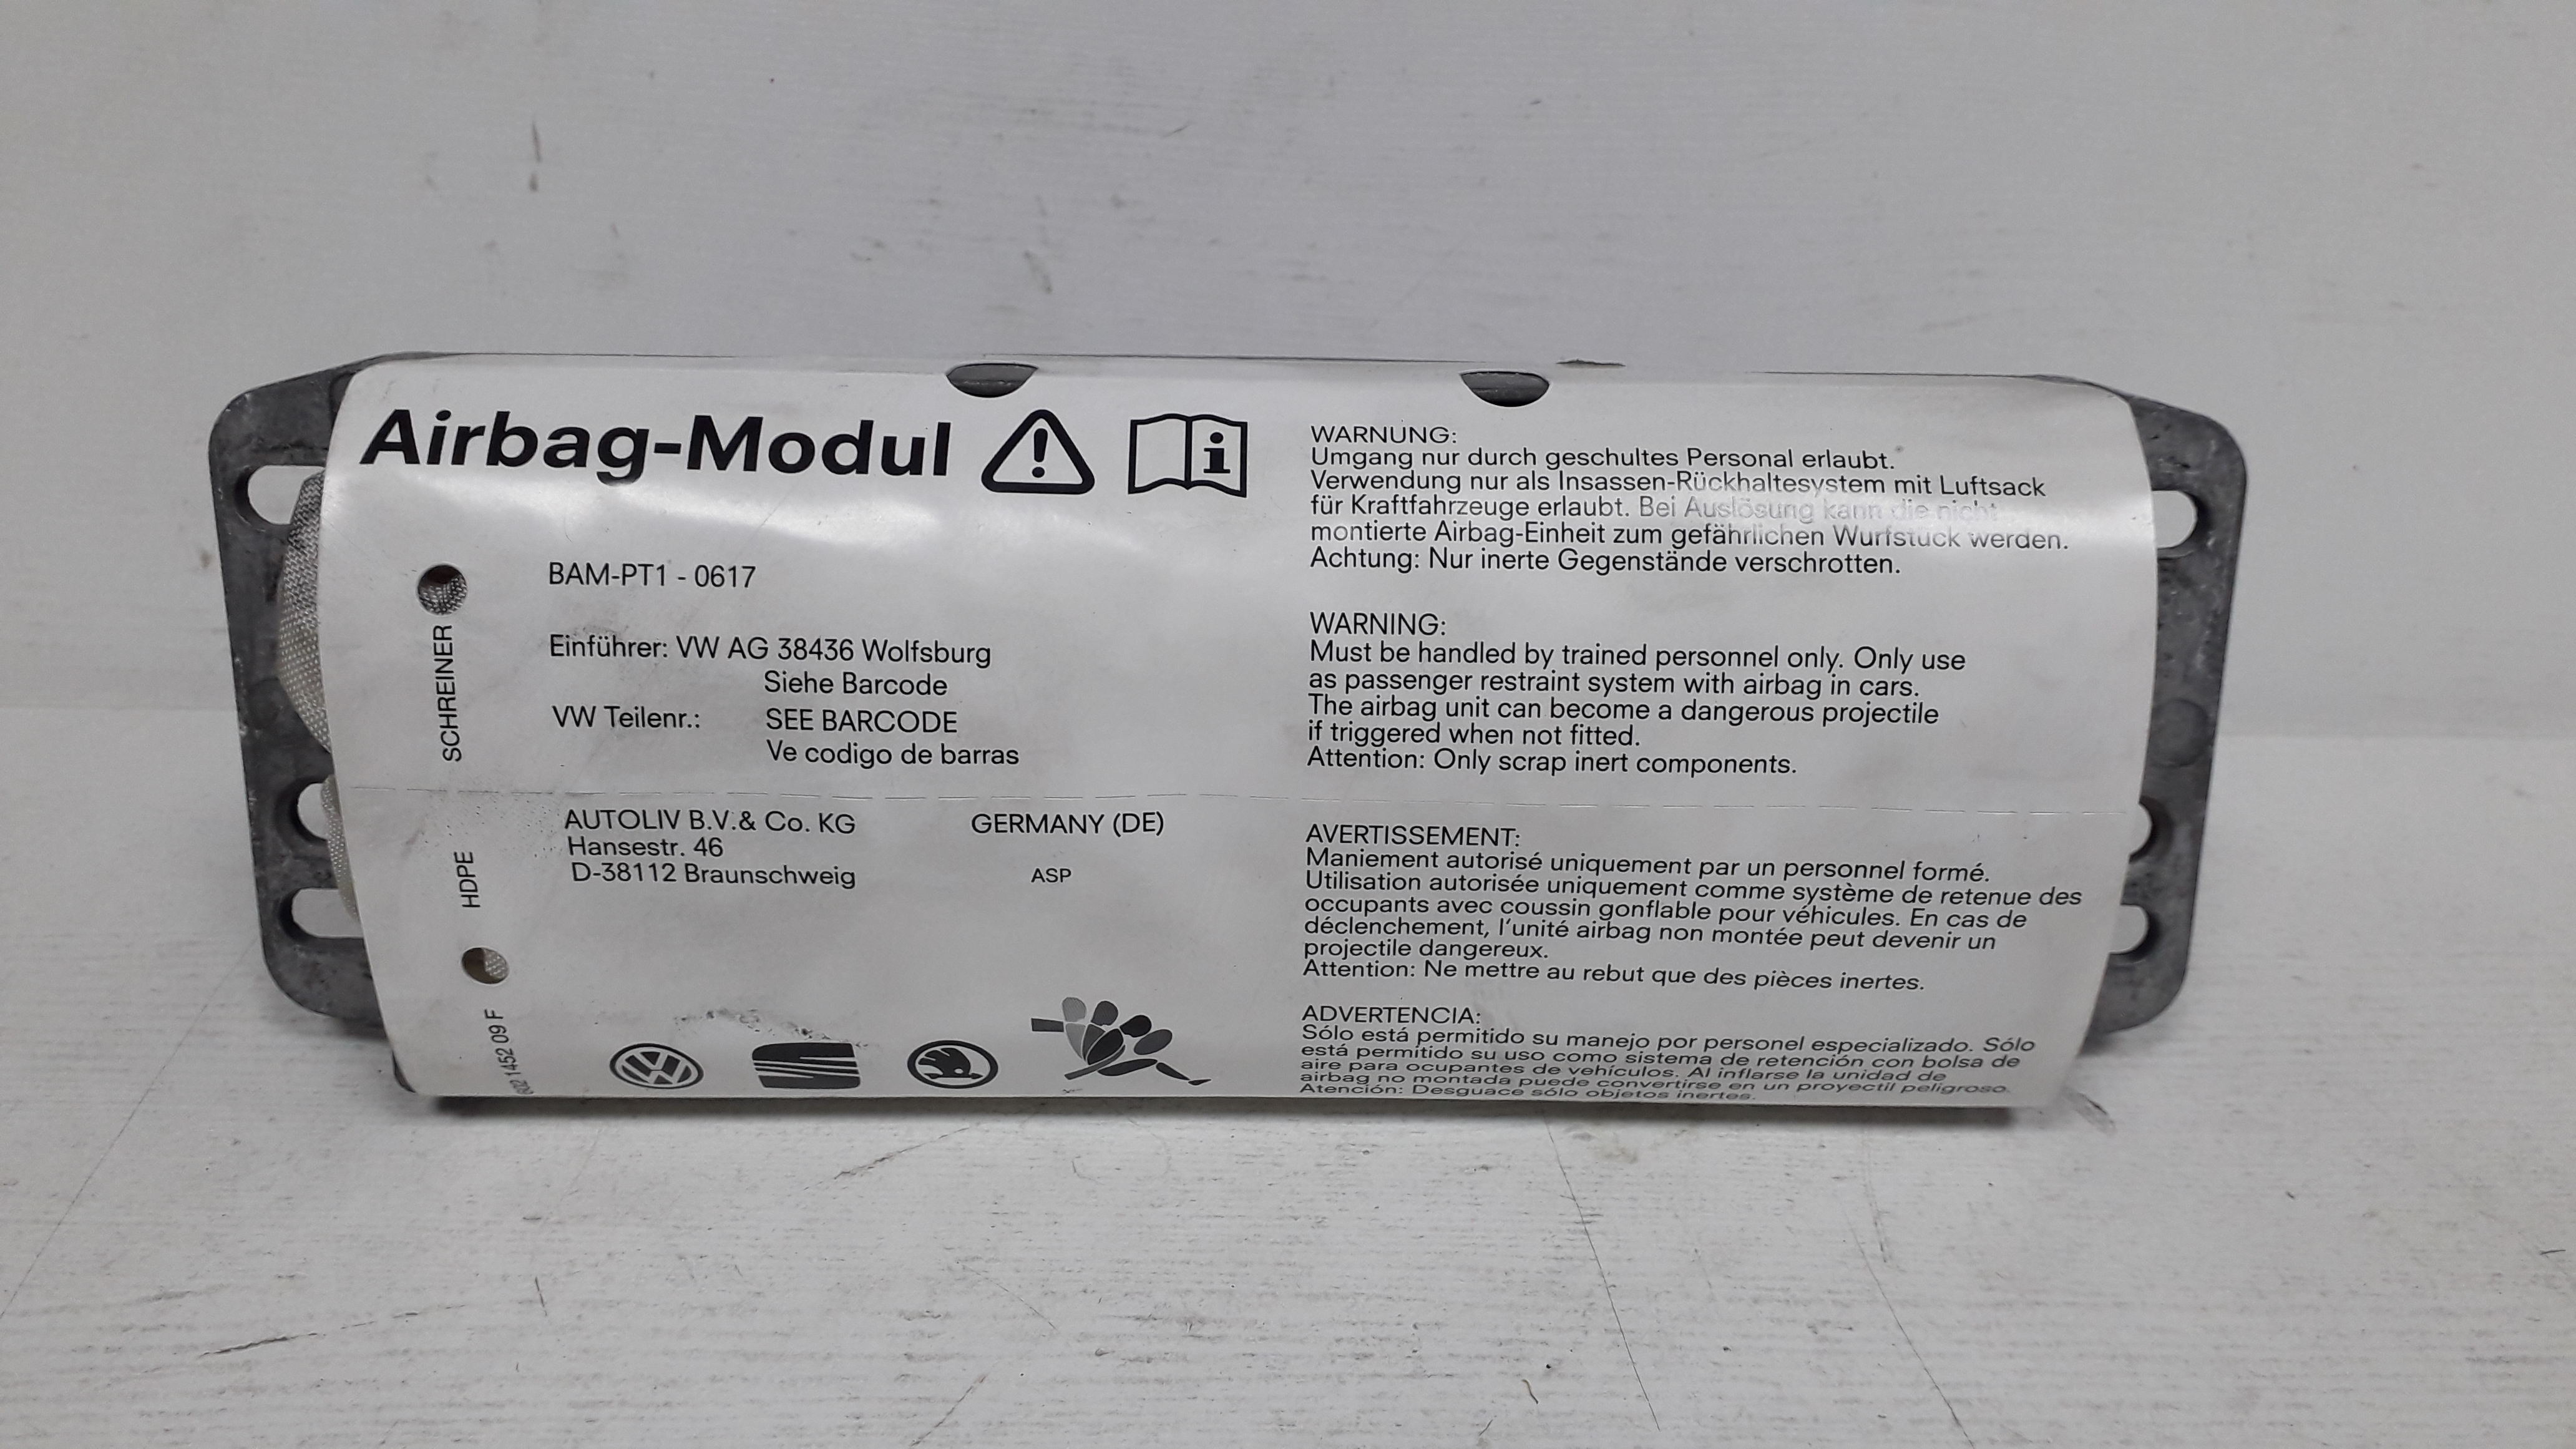 Airbag-Modul
BAM-PT1 - 0617
Einführer: VW AG 38436 Wolfsburg
Siehe Barcode
VW Teilenr.: SEE BARCODE
Ve codigo de barras
AUTOLIV B.V.& Co. KG GERMANY (DE)
Hansestr. 46
D-38112 Braunschweig ASP
SCHREINER
HDPE
1452 09 F
WARNUNG:
Umgang nur durch geschultes Personal erlaubt.
Verwendung nur als Insassen-Rückhaltesystem mit Luftsack
für Kraftfahrzeuge erlaubt. Bei Auslösung kann die nicht
montierte Airbag-Einheit zum gefährlichen Wurfstück werden.
Achtung: Nur inerte Gegenstände verschrotten.
WARNING:
Must be handled by trained personnel only. Only use
as passenger restraint system with airbag in cars.
The airbag unit can become a dangerous projectile
if triggered when not fitted.
Attention: Only scrap inert components.
AVERTISSEMENT:
Maniement autorisé uniquement par un personnel formé.
Utilisation autorisée uniquement comme système de retenue des
occupants avec coussin gonflable pour véhicules. En cas de
déclenchement, l'unité airbag non montée peut devenir un
projectile dangereux.
Attention: Ne mettre au rebut que des pièces inertes.
ADVERTENCIA:
Sólo está permitido su manejo por personel especializado. Sólo
está permitido su uso como sistema de retención con bolsa de
aire para ocupantes de vehículos. Al inflarse la unidad de
airbag no montada puede convertirse en un proyectil peligroso.
Atención: Desguace sólo objetos inertes.